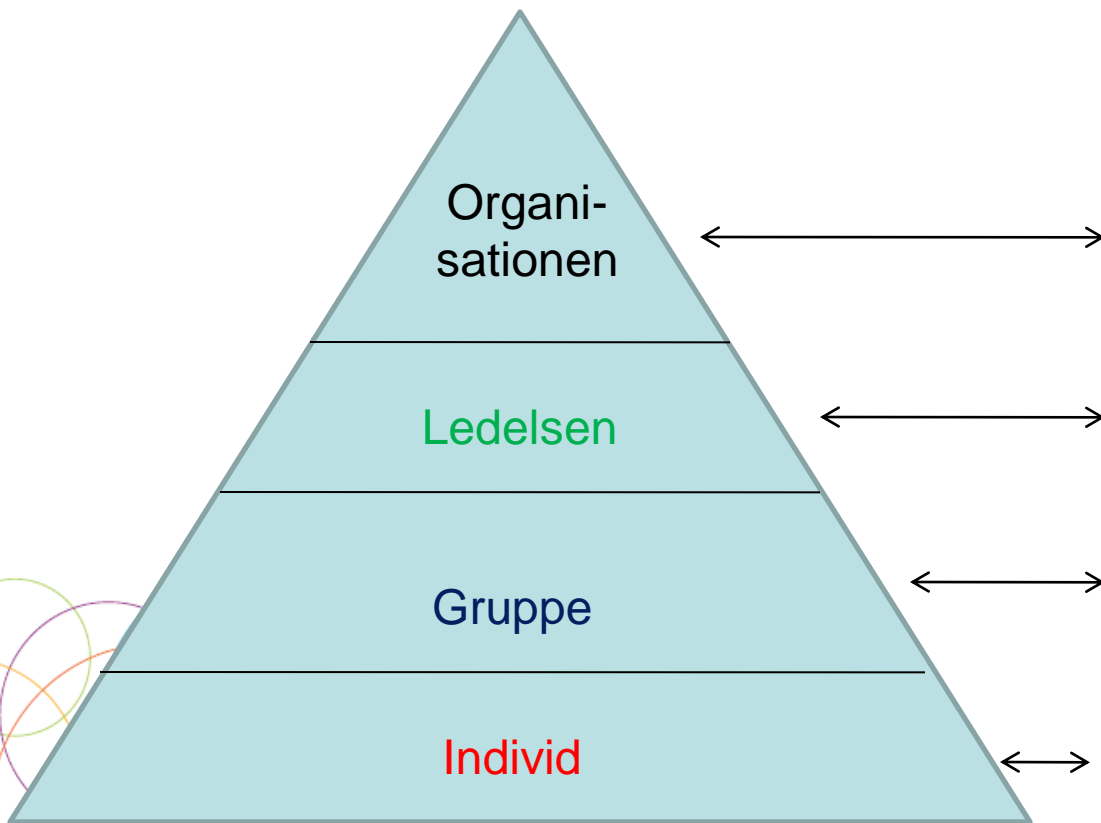 Organi-
sationen
Ledelsen
Gruppe
Individ